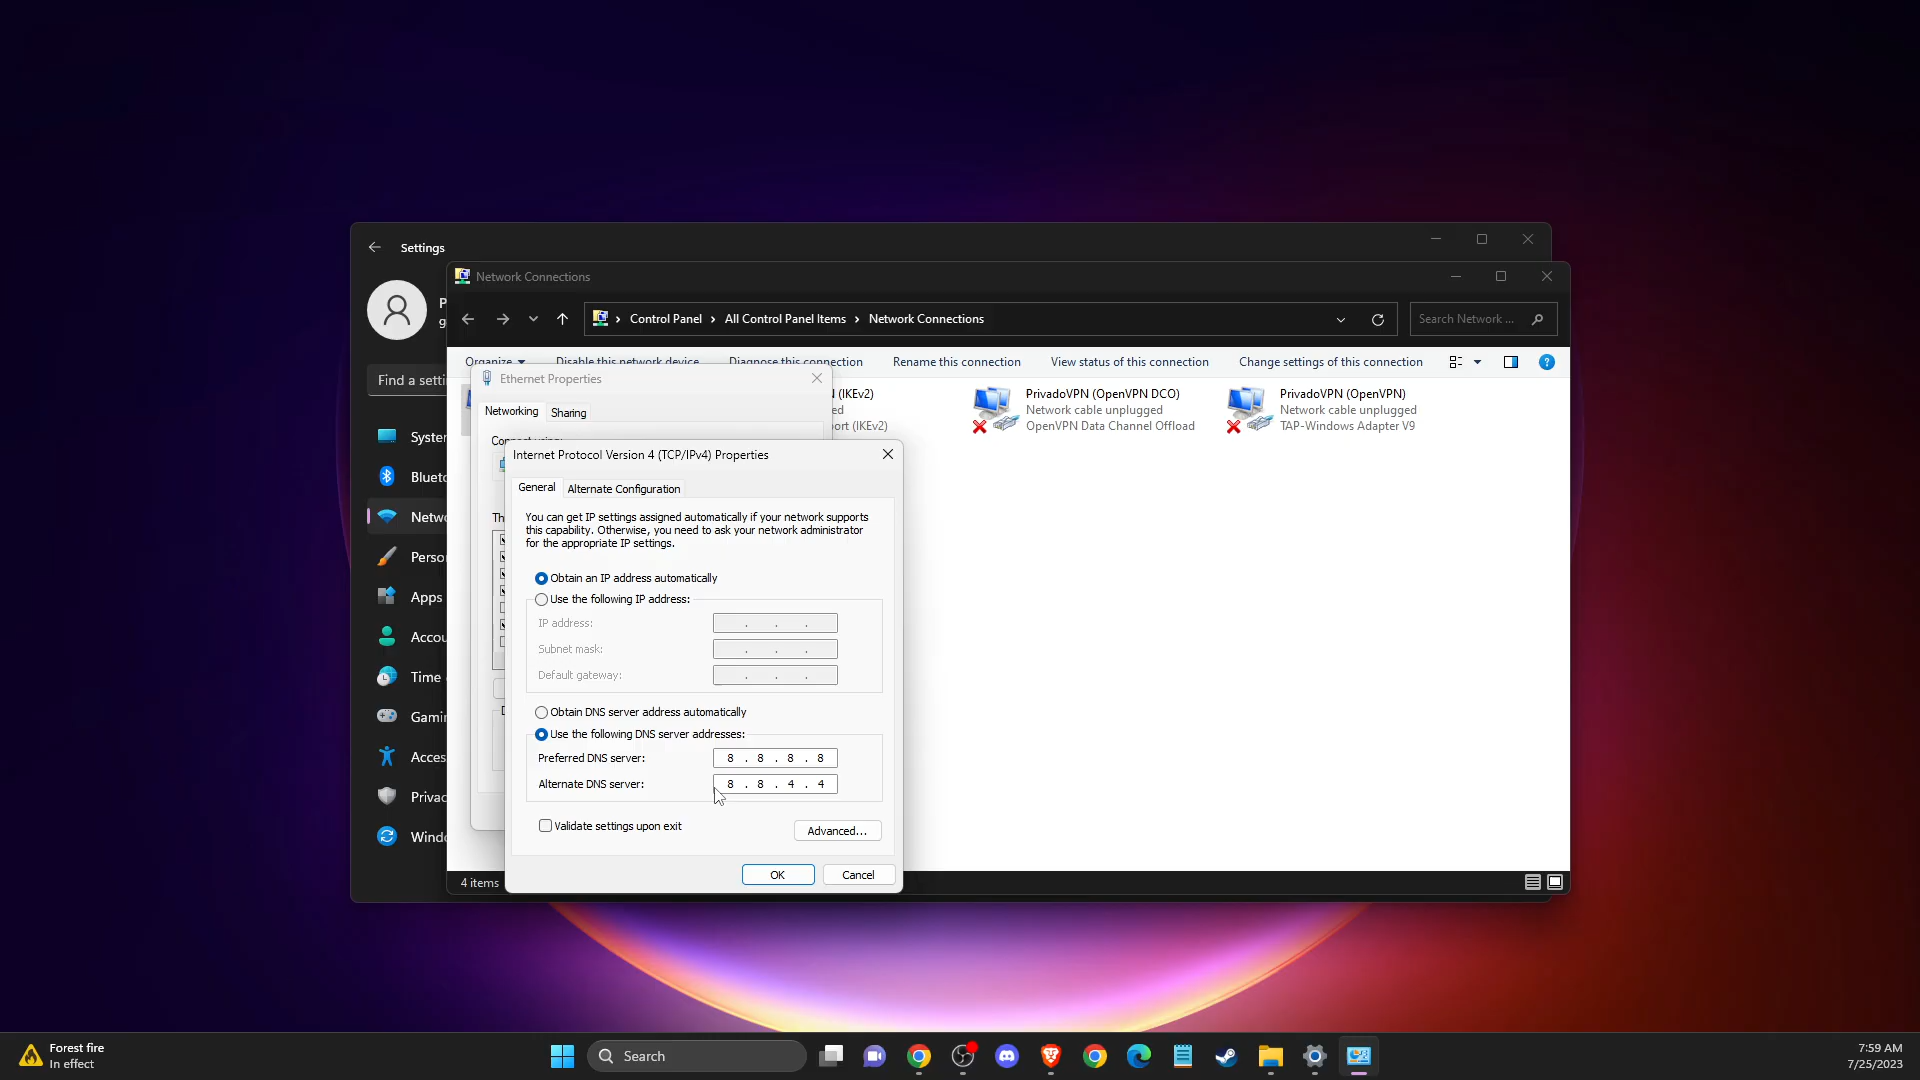 Settings
Network Connections
Control Panel > All Control Panel Items > Network Connections
Search Network ...
Organize Disable this network device Diagnose this connection Rename this connection View status of this connection Change settings of this connection
Find a setti
Ethernet Properties
Networking Sharing
(IKEv2)
PrivadoVPN (OpenVPN DCO)
Network cable unplugged
OpenVPN Data Channel Offload
PrivadoVPN (OpenVPN)
Network cable unplugged
TAP-Windows Adapter V9
ort (IKEv2)
Syster
Blueto
Netwo
Person
Apps
Accou
Time
Gamin
Acces
Privac
Windo
Internet Protocol Version 4 (TCP/IPv4) Properties
General Alternate Configuration
You can get IP settings assigned automatically if your network supports
this capability. Otherwise, you need to ask your network administrator
for the appropriate IP settings.
Obtain an IP address automatically
Use the following IP address:
IP address: . . .
Subnet mask: . . .
Default gateway: . . .
Obtain DNS server address automatically
Use the following DNS server addresses:
Preferred DNS server: 8 . 8 . 8 . 8
Alternate DNS server: 8 . 8 . 4 . 4
Validate settings upon exit
Advanced...
OK Cancel
4 items
Forest fire
In effect
Search
7:59 AM
7/25/2023